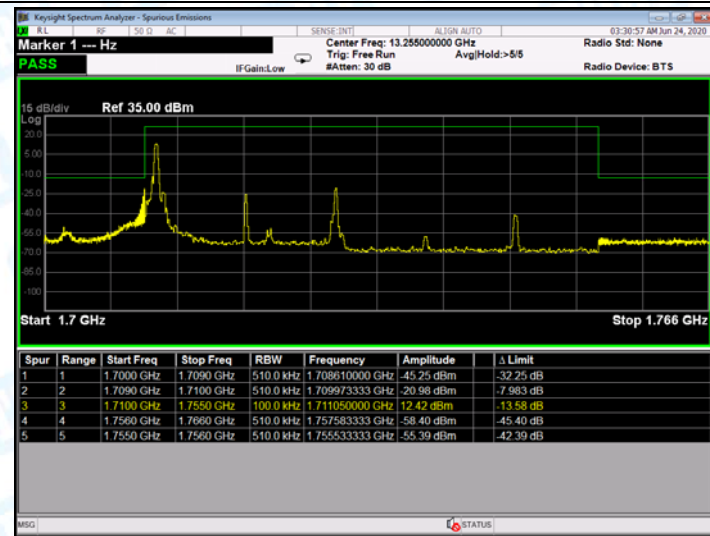 Keysight Spectrum Analyzer - Spurious Emissions
RL RF 50 Ω AC SENSE:INT ALIGN AUTO 03:30:57 AM Jun 24, 2020
Marker 1 --- Hz Center Freq: 13.255000000 GHz Radio Std: None
Trig: Free Run Avg|Hold:>5/5
PASS IFGain:Low #Atten: 30 dB Radio Device: BTS
15 dB/div Ref 35.00 dBm
Log
20.0
5.00
-10.0
-25.0
-40.0
-55.0
-70.0
-85.0
-100
Start 1.7 GHz Stop 1.766 GHz
Spur Range Start Freq Stop Freq RBW Frequency Amplitude Δ Limit
1 1 1.7000 GHz 1.7090 GHz 510.0 kHz 1.708610000 GHz -45.25 dBm -32.25 dB
2 2 1.7090 GHz 1.7100 GHz 510.0 kHz 1.709973333 GHz -20.98 dBm -7.983 dB
3 3 1.7100 GHz 1.7550 GHz 100.0 kHz 1.711050000 GHz 12.42 dBm -13.58 dB
4 4 1.7560 GHz 1.7660 GHz 510.0 kHz 1.757583333 GHz -58.40 dBm -45.40 dB
5 5 1.7550 GHz 1.7560 GHz 510.0 kHz 1.755533333 GHz -55.39 dBm -42.39 dB
MSG STATUS